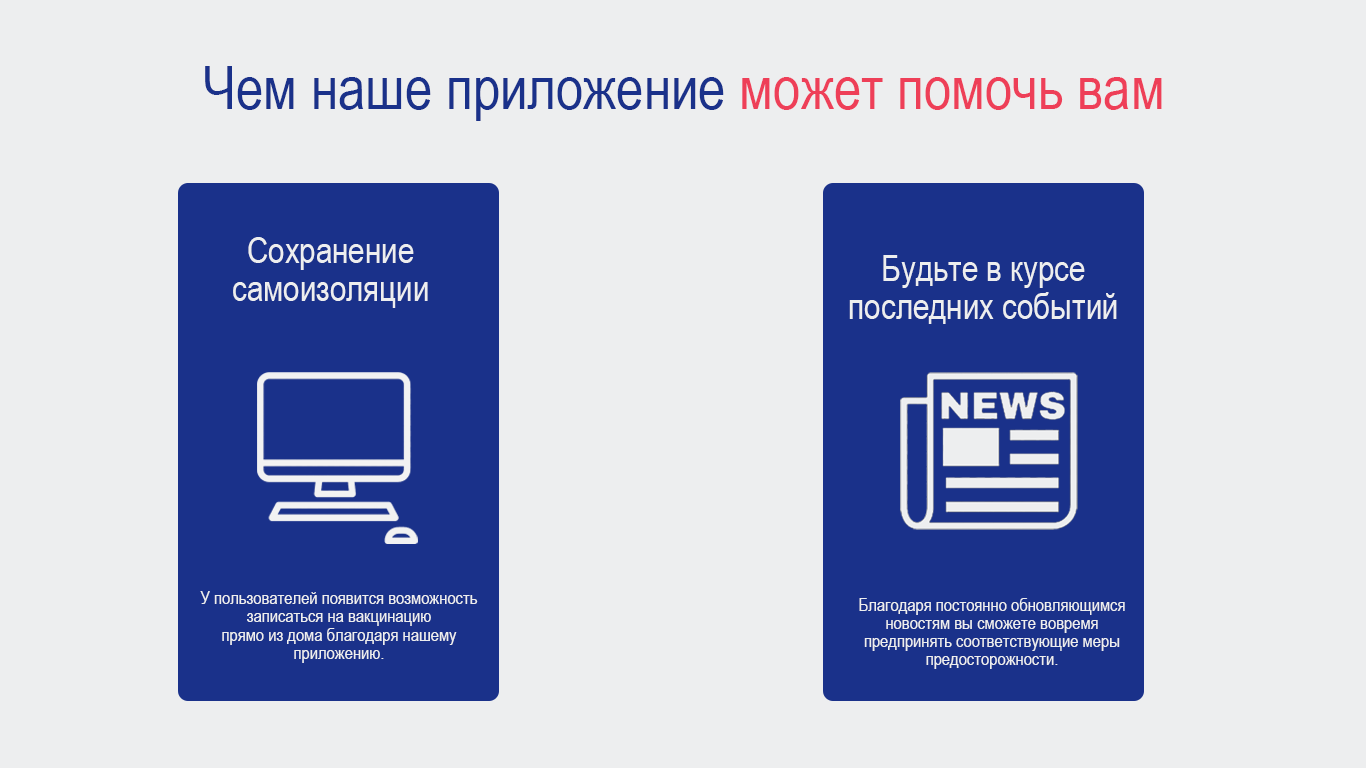 Чем наше приложение может помочь вам
Сохранение
самоизоляции
У пользователей появится возможность
записаться на вакцинацию
прямо из дома благодаря нашему
приложению.
Будьте в курсе
последних событий
NEWS
Благодаря постоянно обновляющимся
новостям вы сможете вовремя
предпринять соответствующие меры
предосторожности.